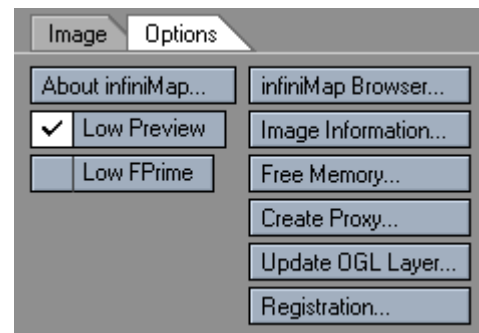 Image Options
About infiniMap... infiniMap Browser...
Low Preview Image Information...
Low FPrime Free Memory...
Create Proxy...
Update OGL Layer...
Registration...